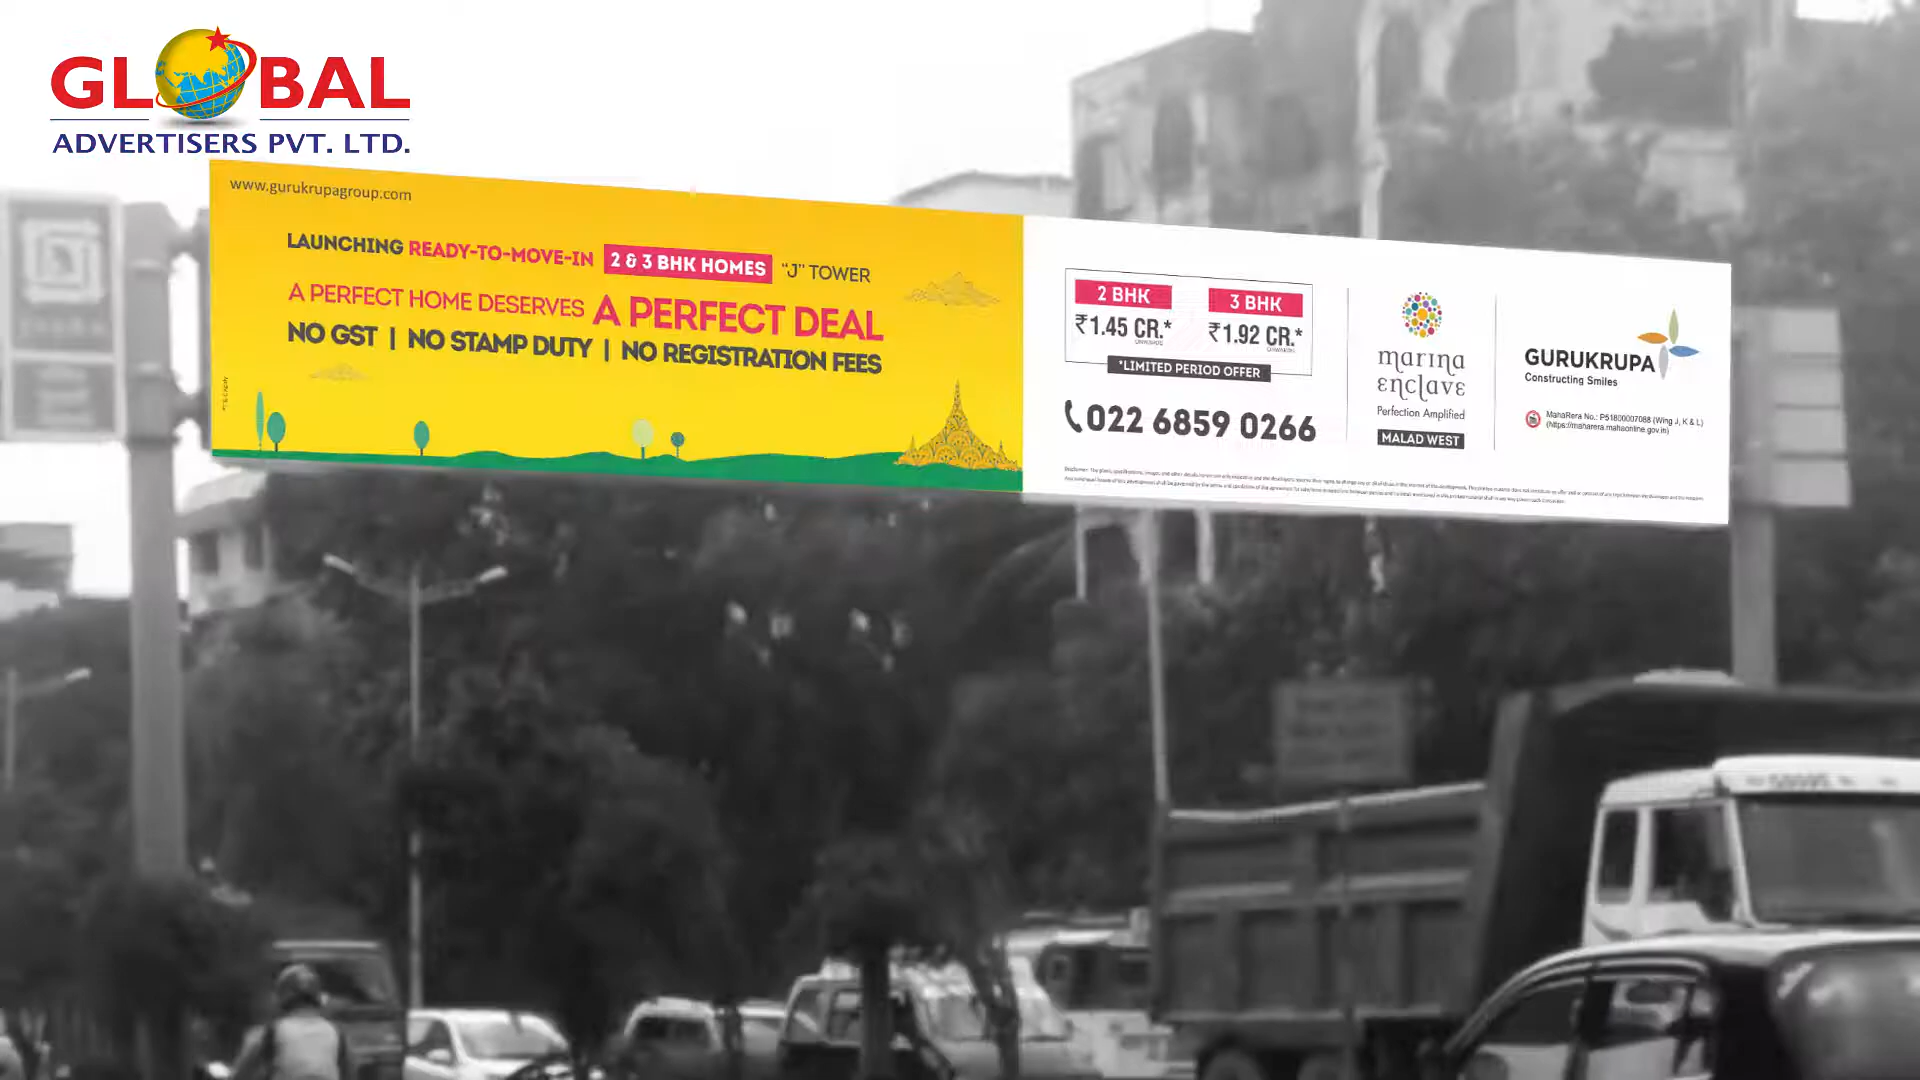 GLOBAL
ADVERTISERS PVT. LTD.
www.gurukrupagroup.com
LAUNCHING READY-TO-MOVE-IN 2 & 3 BHK HOMES "J" TOWER
A PERFECT HOME DESERVES A PERFECT DEAL
NO GST | NO STAMP DUTY | NO REGISTRATION FEES
2 BHK
₹1.45 CR.*
ONWARDS
3 BHK
₹1.92 CR.*
ONWARDS
*LIMITED PERIOD OFFER
022 6859 0266
marina
enclave
Perfection Amplified
MALAD WEST
GURUKRUPA
Constructing Smiles
MahaRera No.: P51800007088 (Wing J, K & L)
(https://maharera.mahaonline.gov.in)